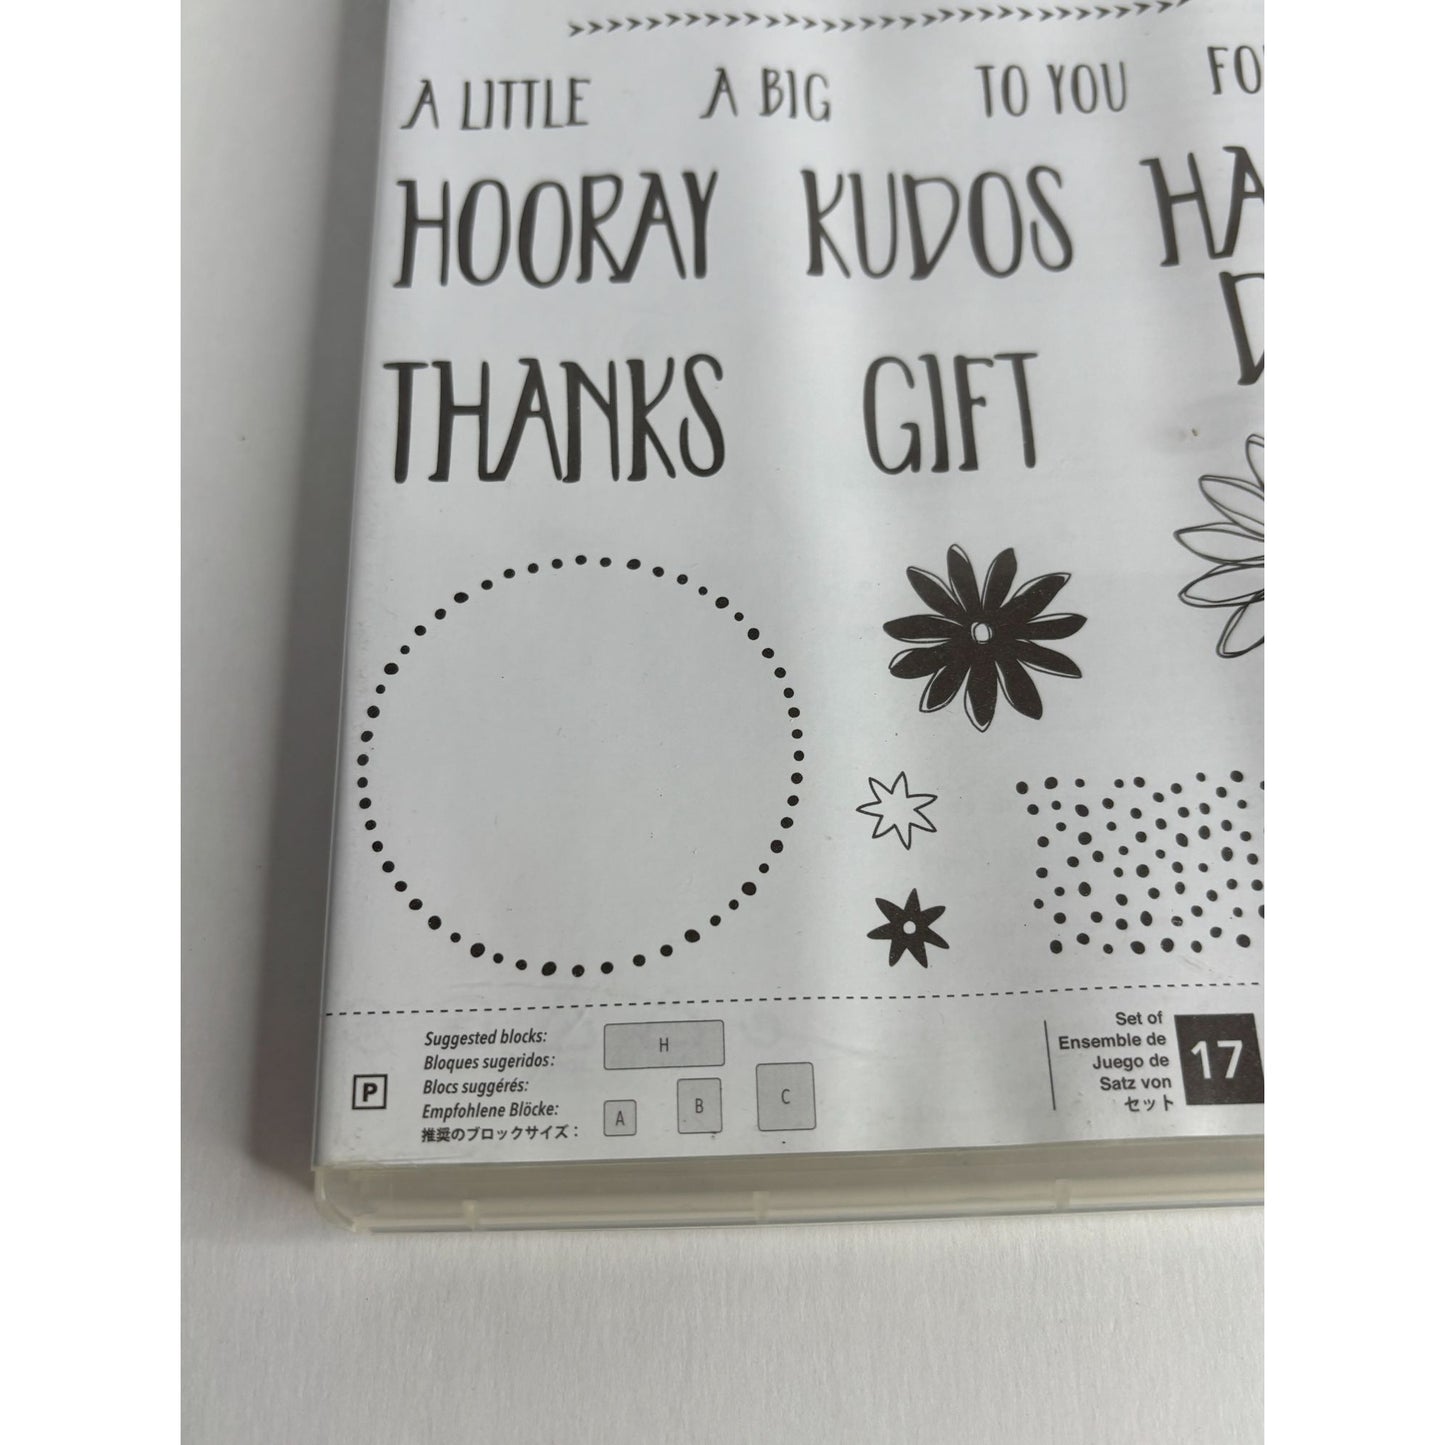 A LITTLE A BIG TO YOU
HOORAY KUDOS
THANKS GIFT
Suggested blocks:
Bloques sugeridos:
Blocs suggérés:
Empfohlene Blöcke:
推奨のブロックサイズ：
H
A B C
P
Set of
Ensemble de
Juego de
Satz von
セット
17